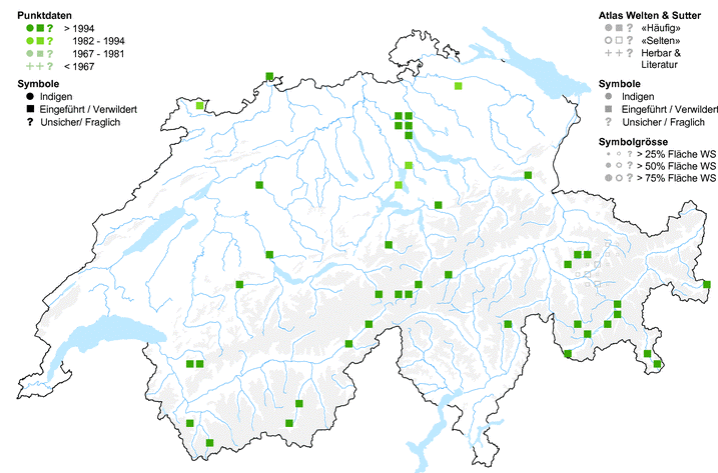 Punktdaten
> 1994
? 1982 - 1994
? 1967 - 1981
? < 1967
Symbole
Indigen
Eingeführt / Verwildert
? Unsicher/ Fraglich
Atlas Welten & Sutter
? «Häufig»
? «Selten»
? Herbar &
Literatur
Symbole
Indigen
Eingeführt / Verwildert
? Unsicher / Fraglich
Symbolgrösse
? > 25% Fläche WS
? > 50% Fläche WS
? > 75% Fläche WS